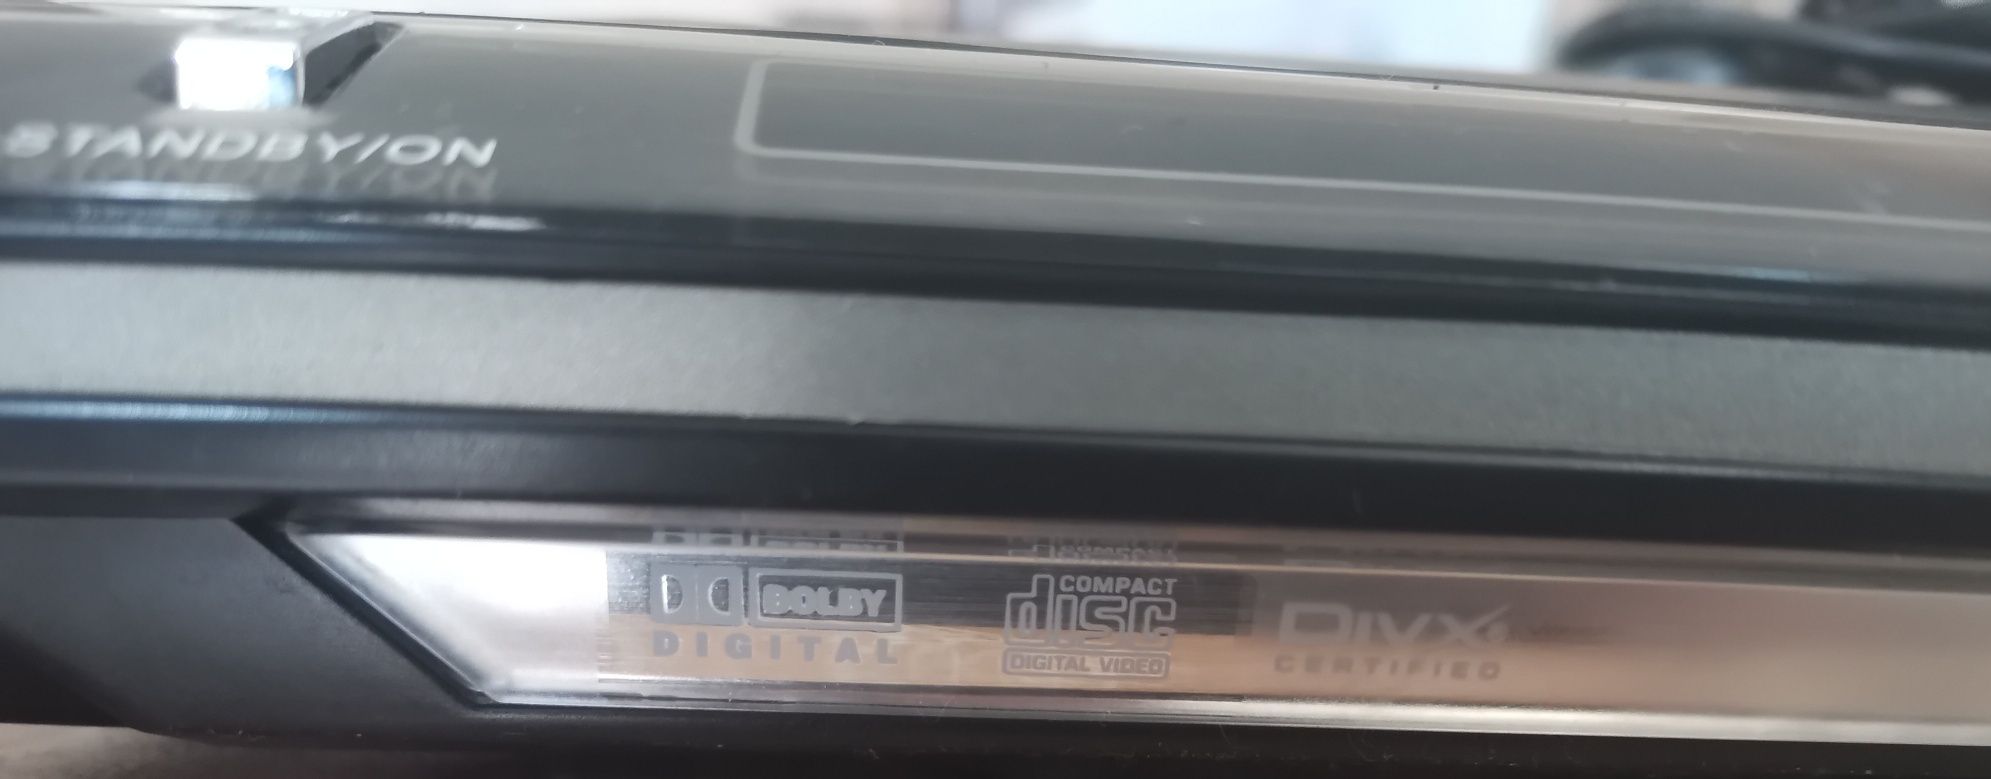 STANDBY/ON
DOLBY
DIGITAL
COMPACT
disc
DIGITAL VIDEO
DIVX
CERTIFIED